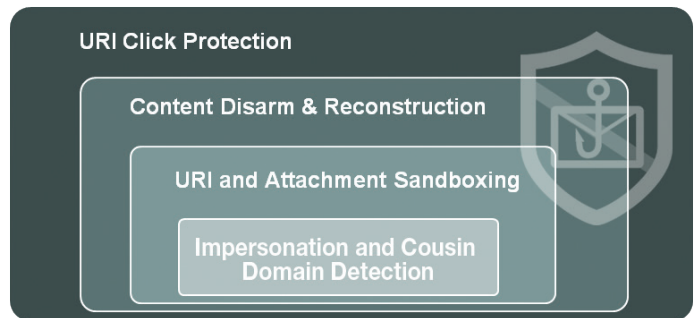 URI Click Protection
Content Disarm & Reconstruction
URI and Attachment Sandboxing
Impersonation and Cousin
Domain Detection